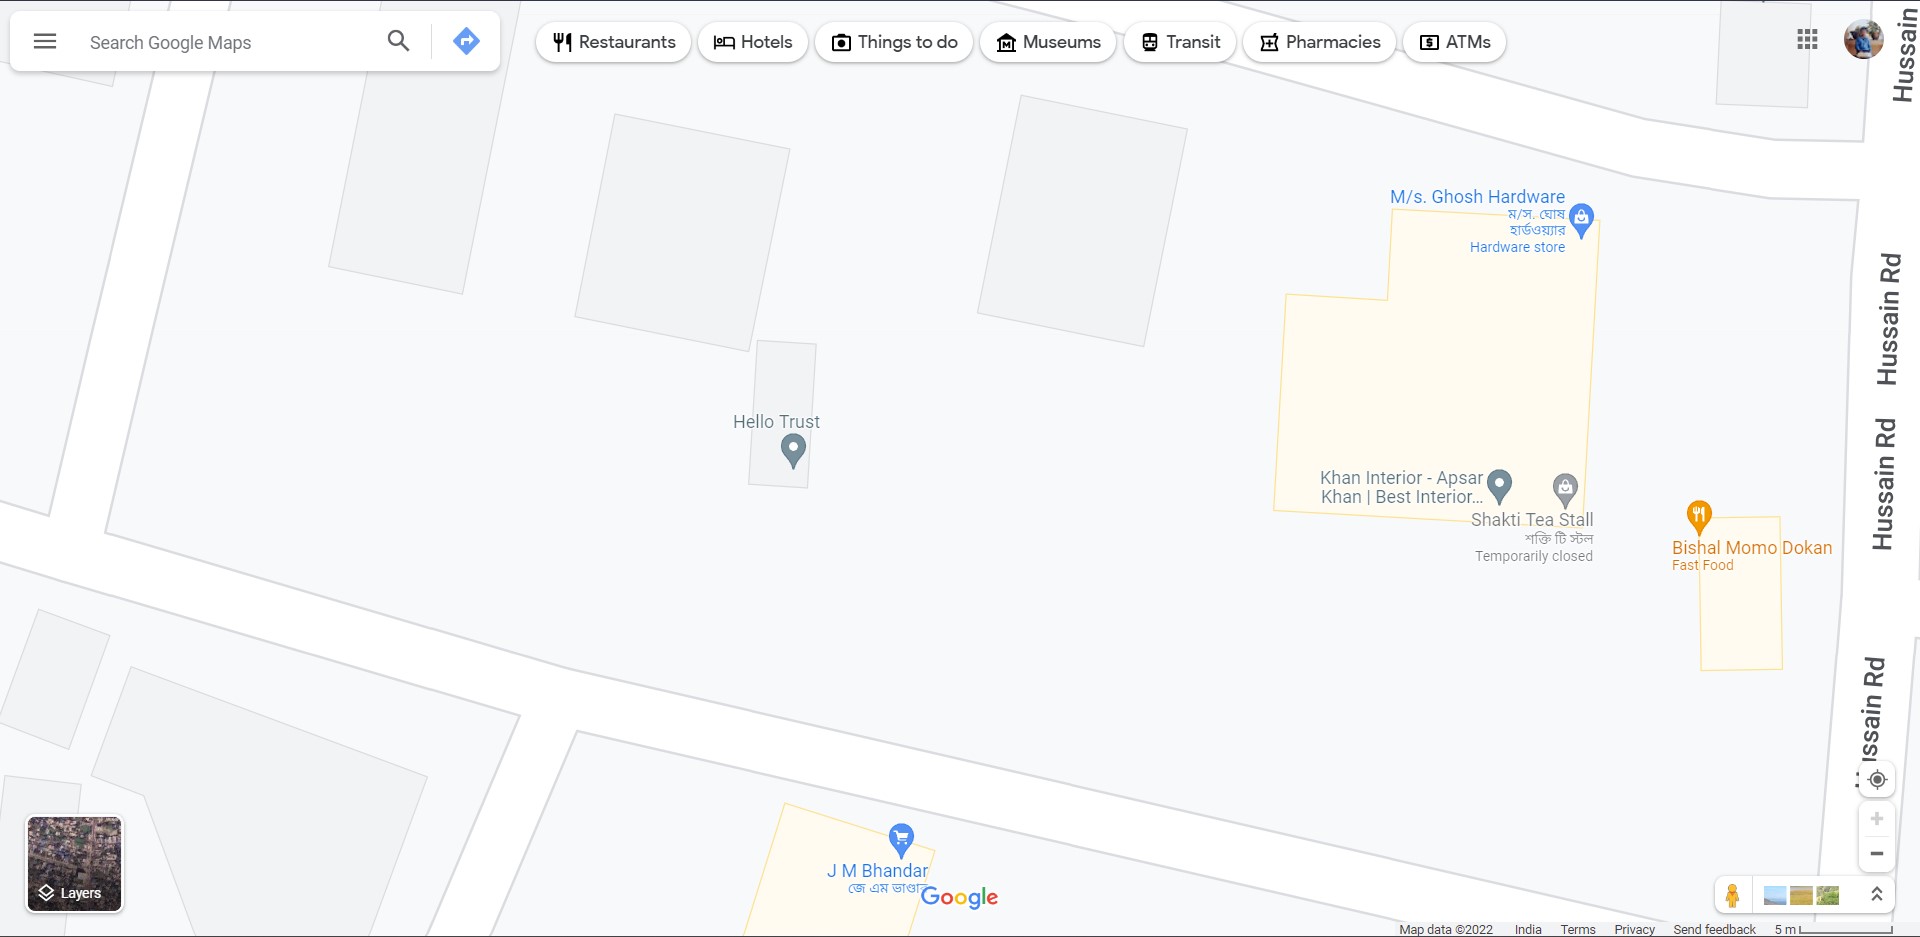 Search Google Maps
Restaurants
Hotels
Things to do
Museums
Transit
Pharmacies
ATMs
Hussain
M/s. Ghosh Hardware
ম/স. ঘোষ
হার্ডওয়্যার
Hardware store
Hussain Rd
Hello Trust
Hussain Rd
Khan Interior - Apsar
Khan | Best Interior...
Shakti Tea Stall
শক্তি টি স্টল
Temporarily closed
Bishal Momo Dokan
Fast Food
Hussain Rd
J M Bhandar
জে এম ভাণ্ডার
Google
Layers
Map data ©2022 India Terms Privacy Send feedback 5 m